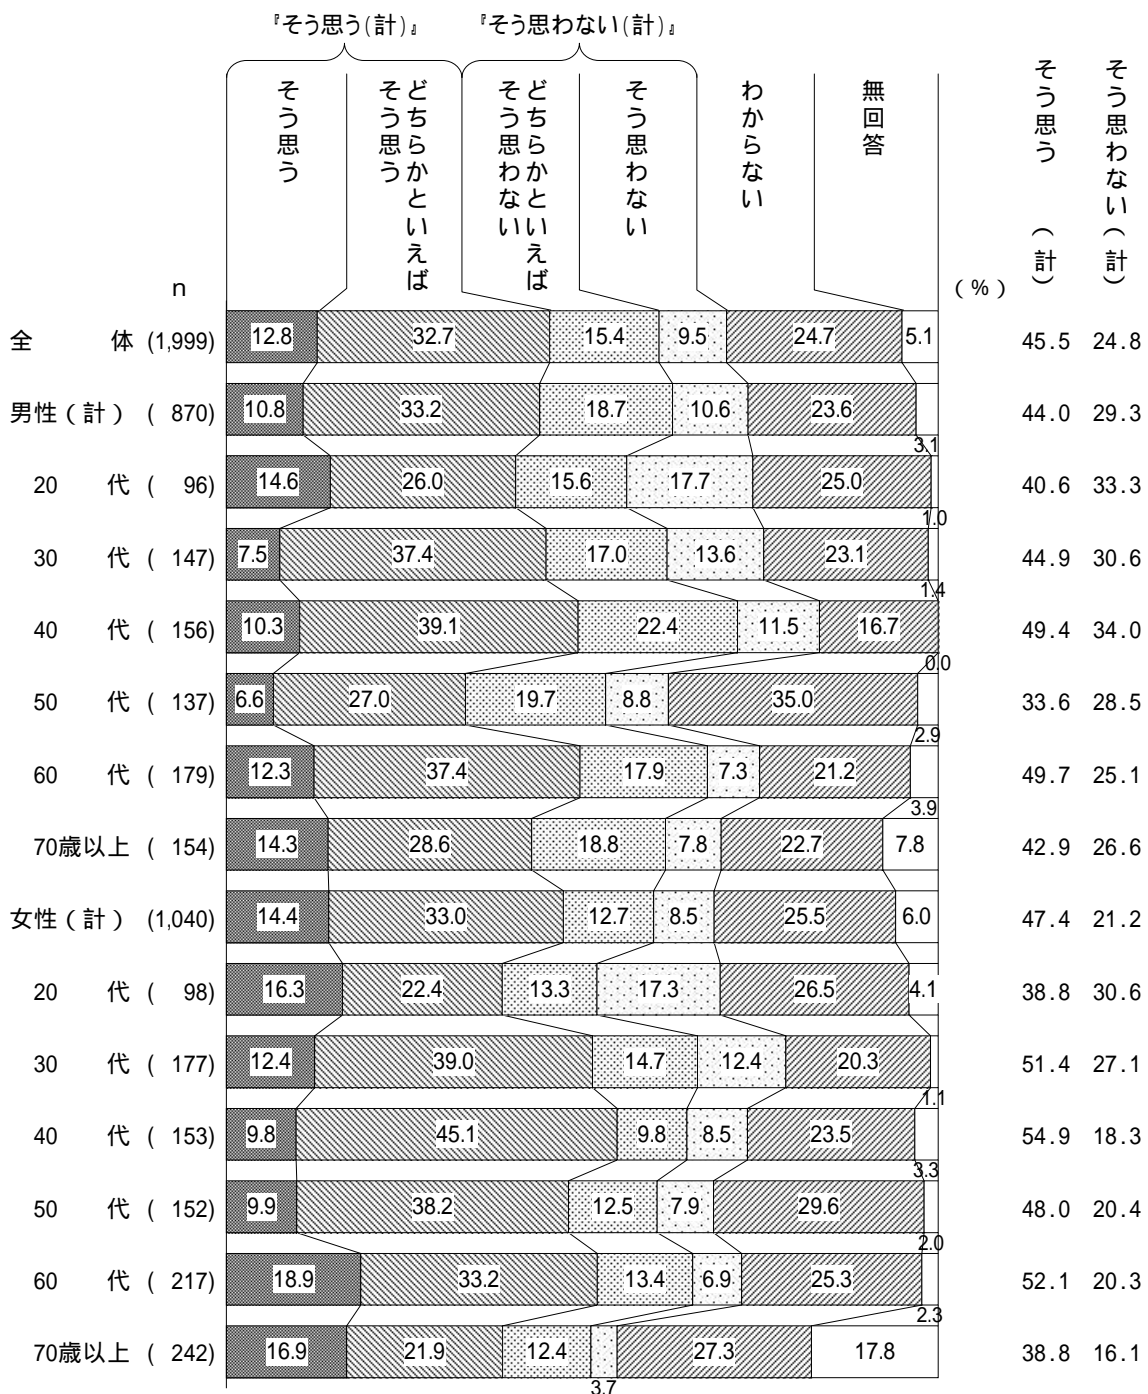 『そう思う(計)』 『そう思わない(計)』
そう思う
どちらかといえば
そう思う
どちらかといえば
そう思わない
そう思わない
わからない
無回答
そう思う (計)
そう思わない(計)
n (%)
全 体 (1,999) 12.8 32.7 15.4 9.5 24.7 5.1 45.5 24.8
男性(計) ( 870) 10.8 33.2 18.7 10.6 23.6 3.1 44.0 29.3
20 代 ( 96) 14.6 26.0 15.6 17.7 25.0 1.0 40.6 33.3
30 代 ( 147) 7.5 37.4 17.0 13.6 23.1 1.4 44.9 30.6
40 代 ( 156) 10.3 39.1 22.4 11.5 16.7 0.0 49.4 34.0
50 代 ( 137) 6.6 27.0 19.7 8.8 35.0 2.9 33.6 28.5
60 代 ( 179) 12.3 37.4 17.9 7.3 21.2 3.9 49.7 25.1
70歳以上 ( 154) 14.3 28.6 18.8 7.8 22.7 7.8 42.9 26.6
女性(計) (1,040) 14.4 33.0 12.7 8.5 25.5 6.0 47.4 21.2
20 代 ( 98) 16.3 22.4 13.3 17.3 26.5 4.1 38.8 30.6
30 代 ( 177) 12.4 39.0 14.7 12.4 20.3 1.1 51.4 27.1
40 代 ( 153) 9.8 45.1 9.8 8.5 23.5 3.3 54.9 18.3
50 代 ( 152) 9.9 38.2 12.5 7.9 29.6 2.0 48.0 20.4
60 代 ( 217) 18.9 33.2 13.4 6.9 25.3 2.3 52.1 20.3
70歳以上 ( 242) 16.9 21.9 12.4 3.7 27.3 17.8 38.8 16.1